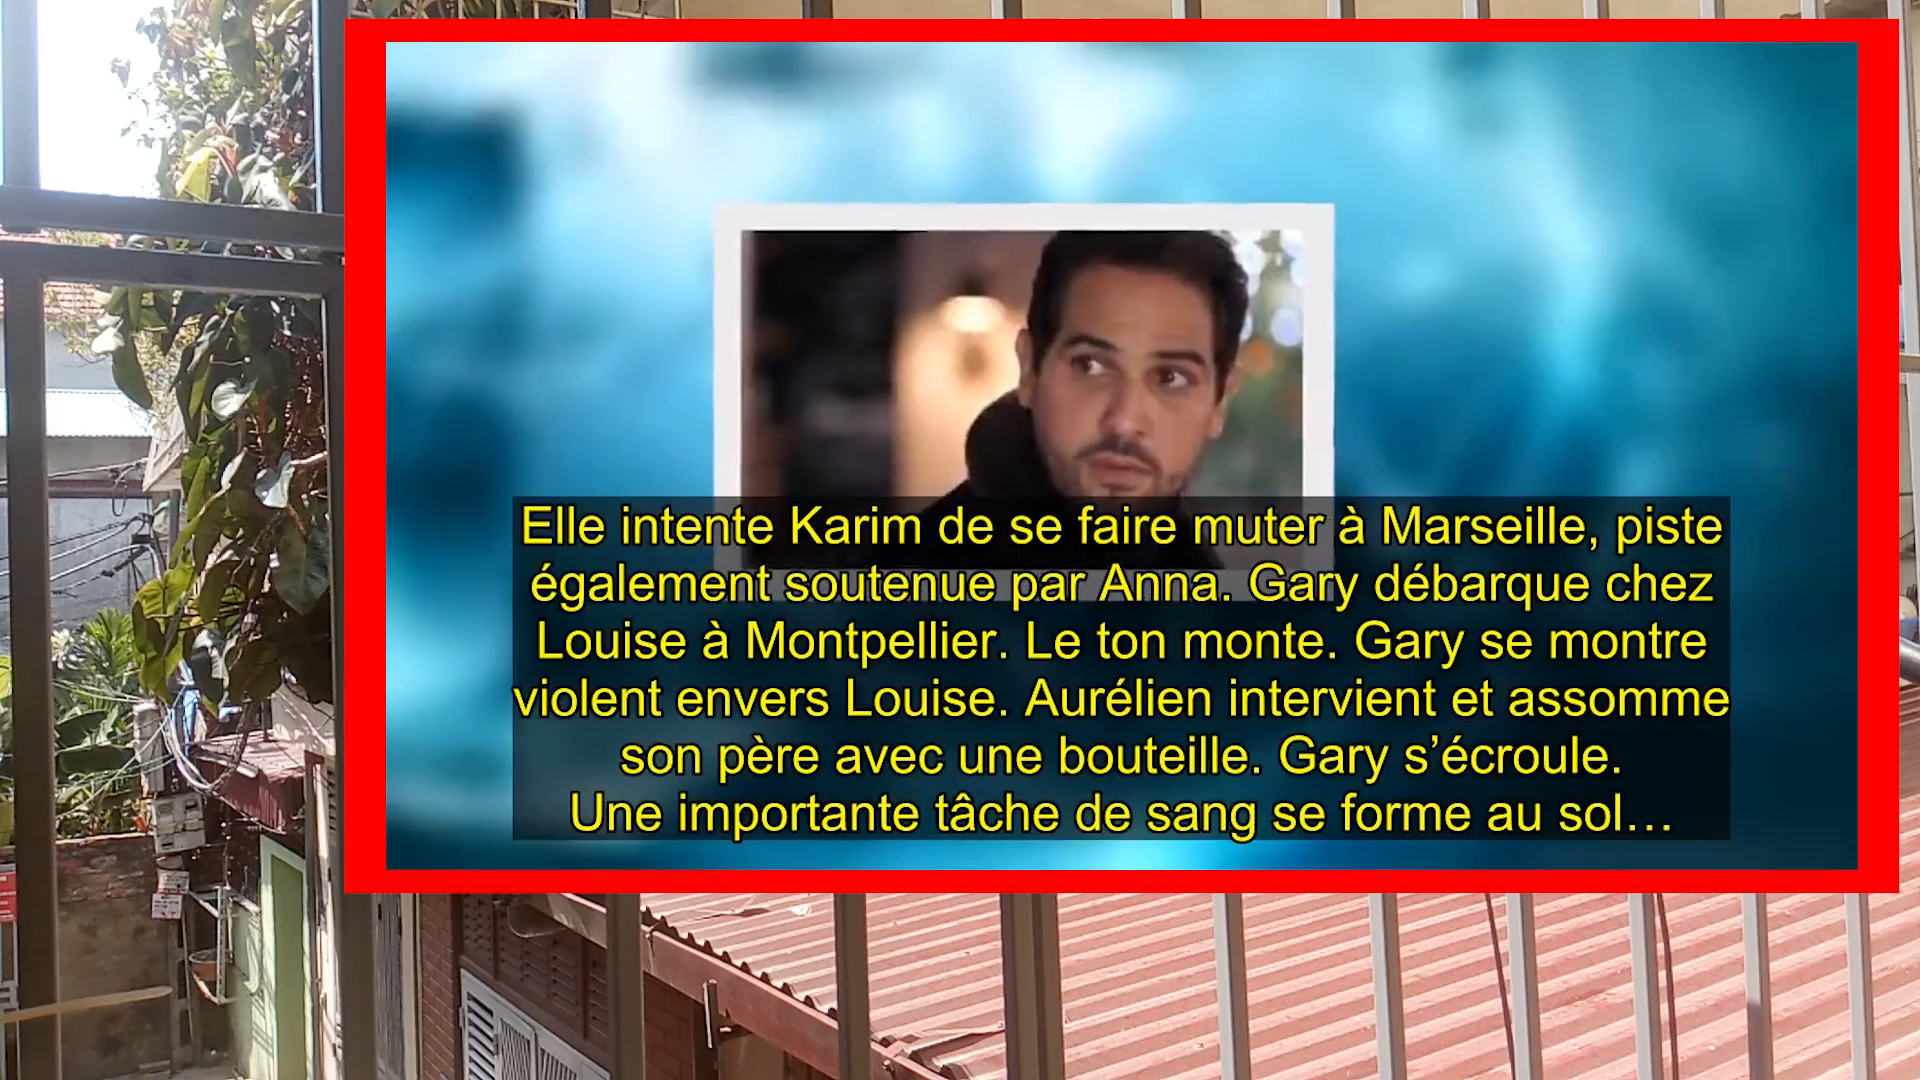 Elle intente Karim de se faire muter à Marseille, piste
également soutenue par Anna. Gary débarque chez
Louise à Montpellier. Le ton monte. Gary se montre
violent envers Louise. Aurélien intervient et assomme
son père avec une bouteille. Gary s’écroule.
Une importante tâche de sang se forme au sol…